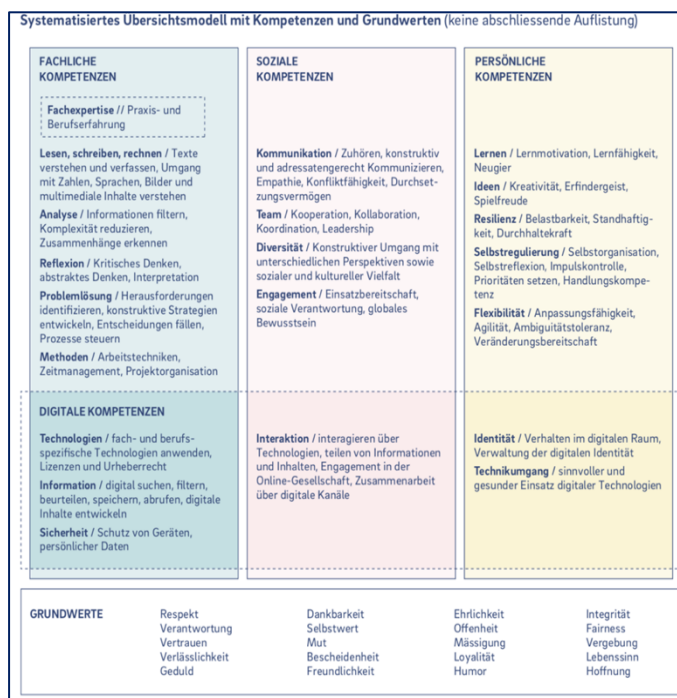 Systematisiertes Übersichtsmodell mit Kompetenzen und Grundwerten (keine abschliessende Auflistung)
FACHLICHE
KOMPETENZEN
Fachexpertise // Praxis- und
Berufserfahrung
Lesen, schreiben, rechnen / Texte
verstehen und verfassen, Umgang
mit Zahlen, Sprachen, Bilder und
multimediale Inhalte verstehen
Analyse / Informationen filtern,
Komplexität reduzieren,
Zusammenhänge erkennen
Reflexion / Kritisches Denken,
abstraktes Denken, Interpretation
Problemlösung / Herausforderungen
identifizieren, konstruktive Strategien
entwickeln, Entscheidungen fällen,
Prozesse steuern
Methoden / Arbeitstechniken,
Zeitmanagement, Projektorganisation
SOZIALE
KOMPETENZEN
Kommunikation / Zuhören, konstruktiv
und adressatengerecht Kommunizieren,
Empathie, Konfliktfähigkeit, Durchset-
zungsvermögen
Team / Kooperation, Kollaboration,
Koordination, Leadership
Diversität / Konstruktiver Umgang mit
unterschiedlichen Perspektiven sowie
sozialer und kultureller Vielfalt
Engagement / Einsatzbereitschaft,
soziale Verantwortung, globales
Bewusstsein
PERSÖNLICHE
KOMPETENZEN
Lernen / Lernmotivation, Lernfähigkeit,
Neugier
Ideen / Kreativität, Erfindergeist,
Spielfreude
Resilienz / Belastbarkeit, Standhaftig-
keit, Durchhaltekraft
Selbstregulierung / Selbstorganisation,
Selbstreflexion, Impulskontrolle,
Prioritäten setzen, Handlungskompe-
tenz
Flexibilität / Anpassungsfähigkeit,
Agilität, Ambiguitätstoleranz,
Veränderungsbereitschaft
DIGITALE KOMPETENZEN
Technologien / fach- und berufs-
spezifische Technologien anwenden,
Lizenzen und Urheberrecht
Information / digital suchen, filtern,
beurteilen, speichern, abrufen, digitale
Inhalte entwickeln
Sicherheit / Schutz von Geräten,
persönlicher Daten
Interaktion / interagieren über
Technologien, teilen von Informationen
und Inhalten, Engagement in der
Online-Gesellschaft, Zusammenarbeit
über digitale Kanäle
Identität / Verhalten im digitalen Raum,
Verwaltung der digitalen Identität
Technikumgang / sinnvoller und
gesunder Einsatz digitaler Technologien
GRUNDWERTE
Respekt
Verantwortung
Vertrauen
Verlässlichkeit
Geduld
Dankbarkeit
Selbstwert
Mut
Bescheidenheit
Freundlichkeit
Ehrlichkeit
Offenheit
Mässigung
Loyalität
Humor
Integrität
Fairness
Vergebung
Lebenssinn
Hoffnung